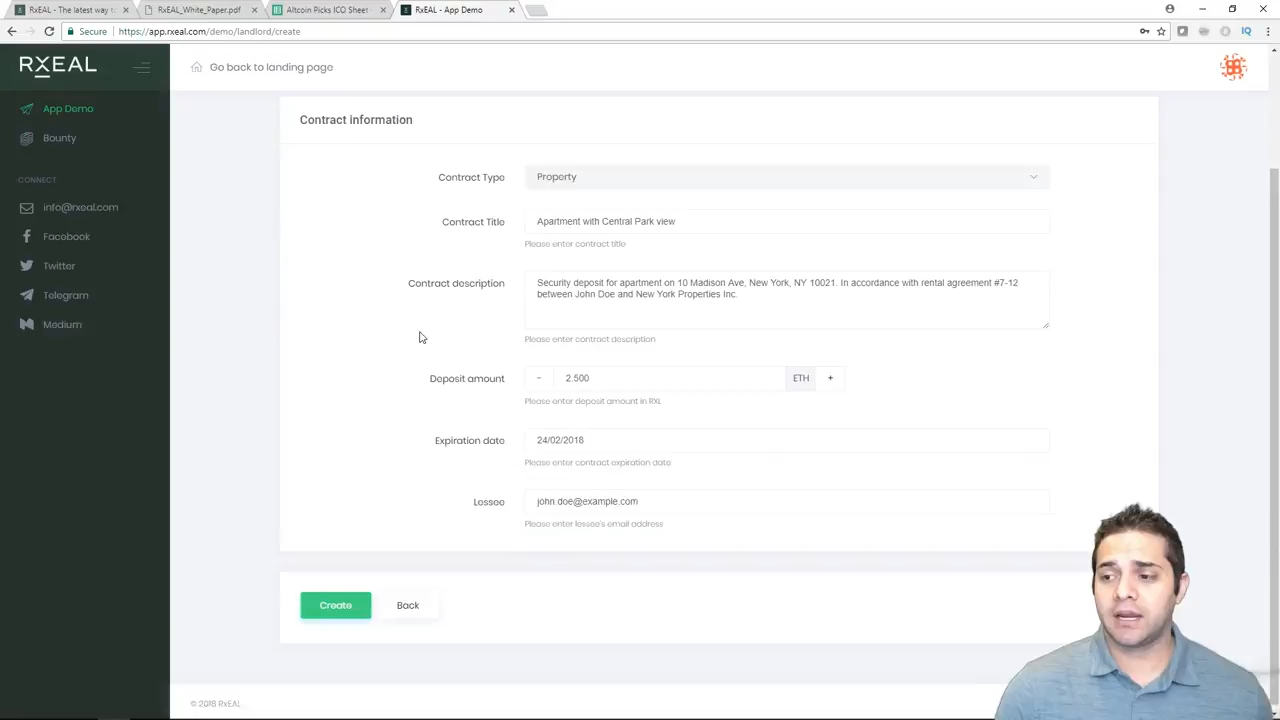 RxEAL - The latest way to
RxEAL_White_Paper.pdf
Altcoin Picks ICO Sheet
RxEAL - App Demo
Secure
https://app.rxeal.com/demo/landlord/create
IQ
RXEAL
Go back to landing page
App Demo
Bounty
CONNECT
info@rxeal.com
Facebook
Twitter
Telegram
Medium
Contract information
Contract Type
Property
Contract Title
Apartment with Central Park view
Please enter contract title
Contract description
Security deposit for apartment on 10 Madison Ave, New York, NY 10021. In accordance with rental agreement #7-12
between John Doe and New York Properties Inc.
Please enter contract description
Deposit amount
- 2.500 ETH +
Please enter deposit amount in RXL
Expiration date
24/02/2018
Please enter contract expiration date
Lessee
john.doe@example.com
Please enter lessee's email address
Create
Back
© 2018 RxEAL